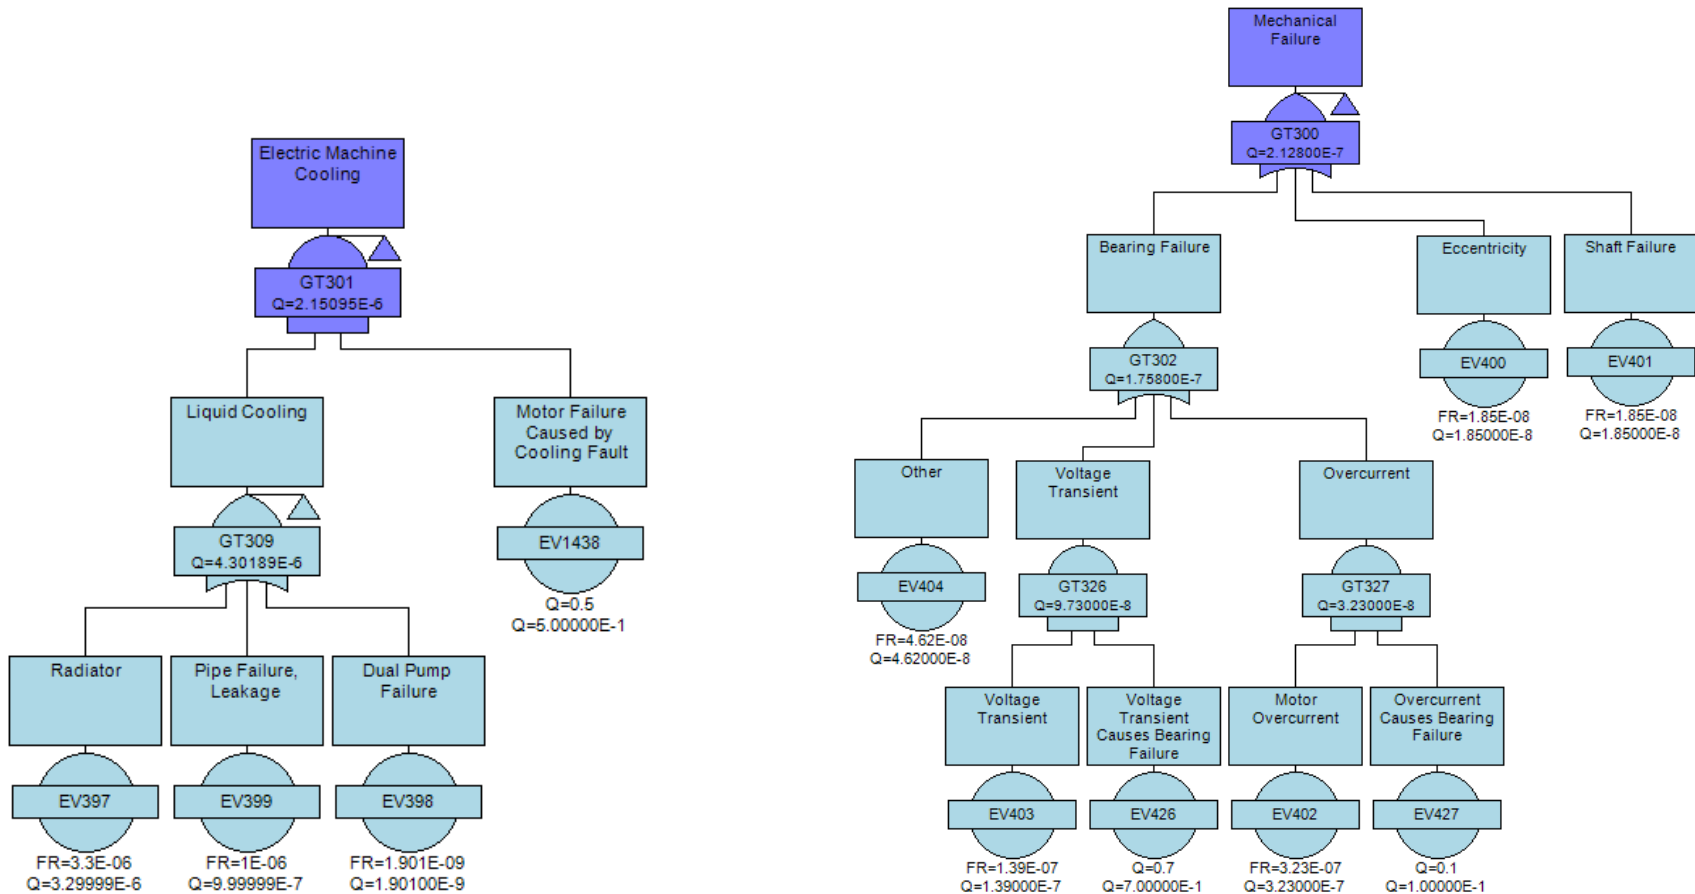 Electric Machine
Cooling
GT301
Q=2.15095E-6
Liquid Cooling
GT309
Q=4.30189E-6
Motor Failure
Caused by
Cooling Fault
EV1438
Q=0.5
Q=5.00000E-1
Radiator
EV397
FR=3.3E-06
Q=3.29999E-6
Pipe Failure,
Leakage
EV399
FR=1E-06
Q=9.99999E-7
Dual Pump
Failure
EV398
FR=1.901E-09
Q=1.90100E-9
Mechanical
Failure
GT300
Q=2.12800E-7
Bearing Failure
GT302
Q=1.75800E-7
Eccentricity
EV400
FR=1.85E-08
Q=1.85000E-8
Shaft Failure
EV401
FR=1.85E-08
Q=1.85000E-8
Other
EV404
FR=4.62E-08
Q=4.62000E-8
Voltage
Transient
GT326
Q=9.73000E-8
Overcurrent
GT327
Q=3.23000E-8
Voltage
Transient
EV403
FR=1.39E-07
Q=1.39000E-7
Voltage
Transient
Causes Bearing
Failure
EV426
Q=0.7
Q=7.00000E-1
Motor
Overcurrent
EV402
FR=3.23E-07
Q=3.23000E-7
Overcurrent
Causes Bearing
Failure
EV427
Q=0.1
Q=1.00000E-1